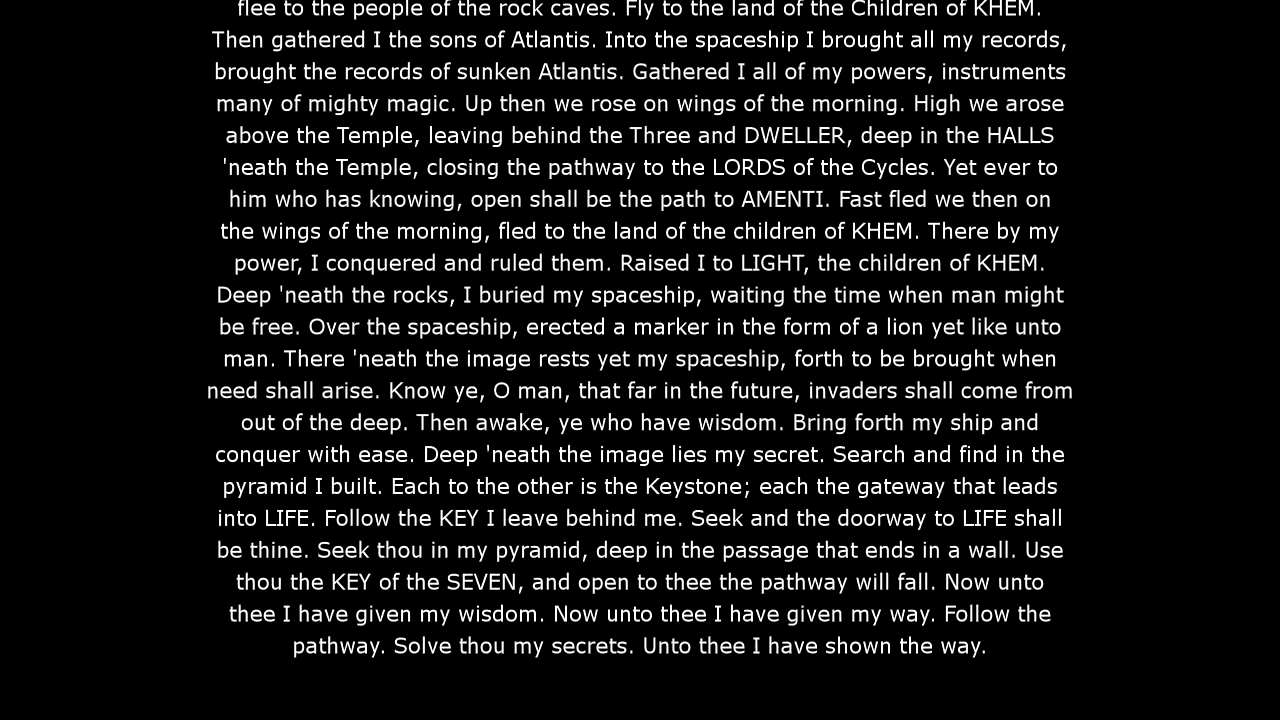 flee to the people of the rock caves. Fly to the land of the Children of KHEM.
Then gathered I the sons of Atlantis. Into the spaceship I brought all my records,
brought the records of sunken Atlantis. Gathered I all of my powers, instruments
many of mighty magic. Up then we rose on wings of the morning. High we arose
above the Temple, leaving behind the Three and DWELLER, deep in the HALLS
'neath the Temple, closing the pathway to the LORDS of the Cycles. Yet ever to
him who has knowing, open shall be the path to AMENTI. Fast fled we then on
the wings of the morning, fled to the land of the children of KHEM. There by my
power, I conquered and ruled them. Raised I to LIGHT, the children of KHEM.
Deep 'neath the rocks, I buried my spaceship, waiting the time when man might
be free. Over the spaceship, erected a marker in the form of a lion yet like unto
man. There 'neath the image rests yet my spaceship, forth to be brought when
need shall arise. Know ye, O man, that far in the future, invaders shall come from
out of the deep. Then awake, ye who have wisdom. Bring forth my ship and
conquer with ease. Deep 'neath the image lies my secret. Search and find in the
pyramid I built. Each to the other is the Keystone; each the gateway that leads
into LIFE. Follow the KEY I leave behind me. Seek and the doorway to LIFE shall
be thine. Seek thou in my pyramid, deep in the passage that ends in a wall. Use
thou the KEY of the SEVEN, and open to thee the pathway will fall. Now unto
thee I have given my wisdom. Now unto thee I have given my way. Follow the
pathway. Solve thou my secrets. Unto thee I have shown the way.